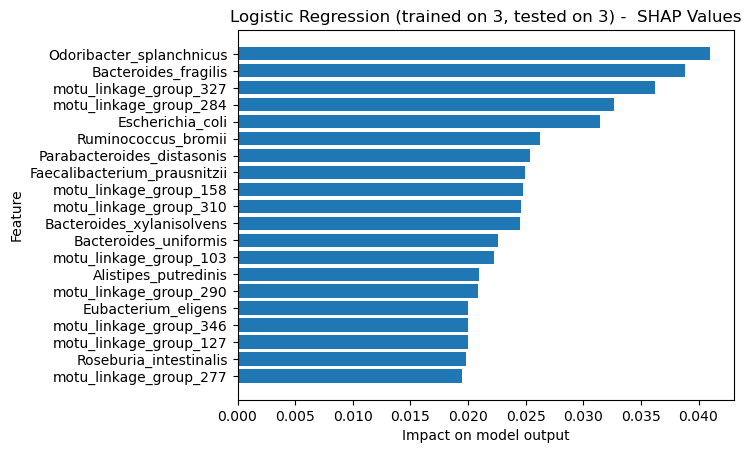 Logistic Regression (trained on 3, tested on 3) -  SHAP Values
Odoribacter_splanchnicus
Bacteroides_fragilis
motu_linkage_group_327
motu_linkage_group_284
Escherichia_coli
Ruminococcus_bromii
Parabacteroides_distasonis
Faecalibacterium_prausnitzii
motu_linkage_group_158
motu_linkage_group_310
Bacteroides_xylanisolvens
Bacteroides_uniformis
motu_linkage_group_103
Alistipes_putredinis
motu_linkage_group_290
Eubacterium_eligens
motu_linkage_group_346
motu_linkage_group_127
Roseburia_intestinalis
motu_linkage_group_277
Feature
0.000 0.005 0.010 0.015 0.020 0.025 0.030 0.035 0.040
Impact on model output